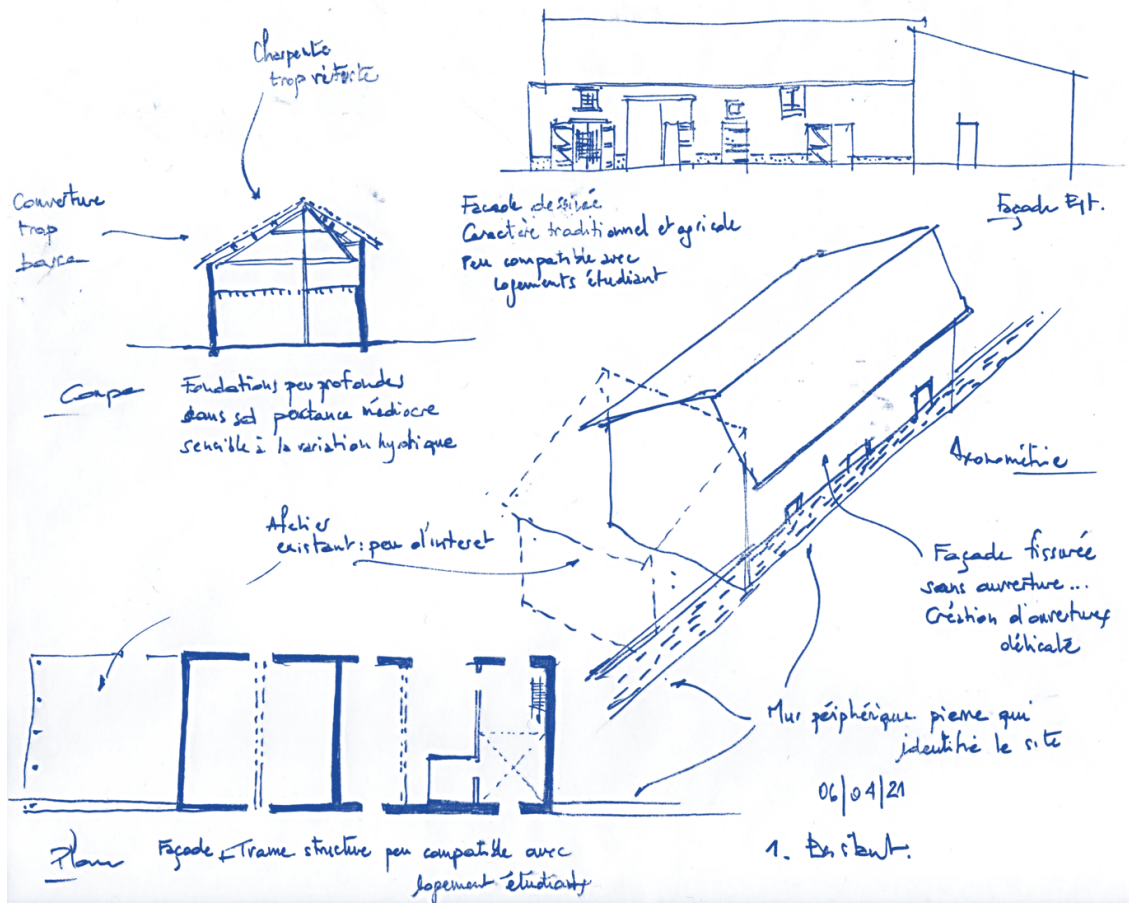 Charpente
trop vétuste
Couverture
trop
basse
Façade dessinée
Caractère traditionnel et agricole
Peu compatible avec
logements étudiant
Façade Est.
Coupe
Fondations peu profondes
dans sol portance médiocre
sensible à la variation hydrique
Axonométrie
Atelier
existant : peu d'interet
Façade fissurée
sans ouverture...
Création d'ouvertures
délicate
Mur périphérique pierre qui
identifie le site
06/04/21
Plan
Façade + Trame structure peu compatible avec
logement étudiants
1. Existant.